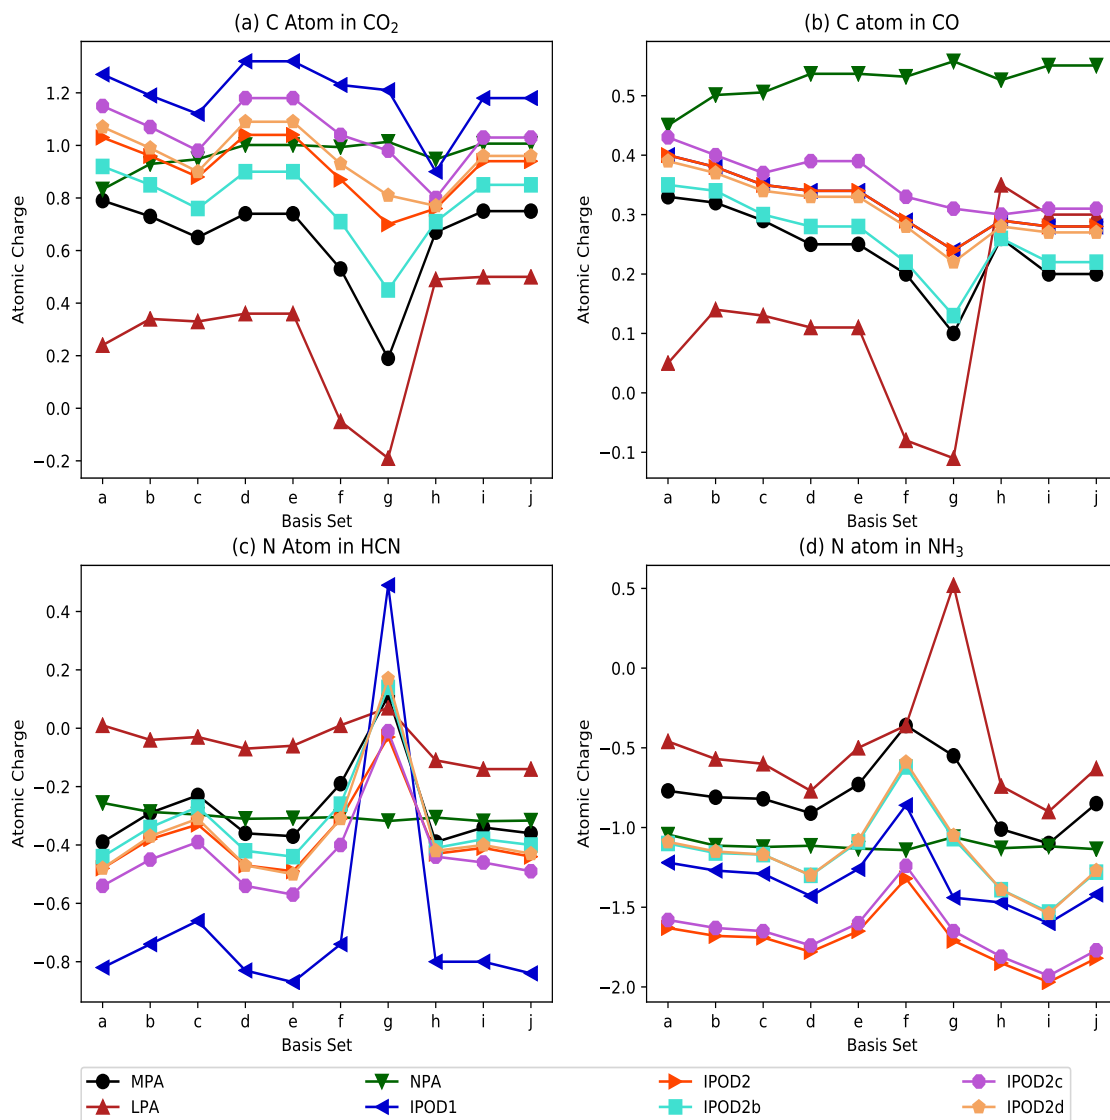 (a) C Atom in CO₂
(b) C atom in CO
Atomic Charge
1.2
1.0
0.8
0.6
0.4
0.2
0.0
−0.2
a b c d e f g h i j
Basis Set
Atomic Charge
0.5
0.4
0.3
0.2
0.1
0.0
−0.1
a b c d e f g h i j
Basis Set
(c) N Atom in HCN
(d) N atom in NH₃
Atomic Charge
0.4
0.2
0.0
−0.2
−0.4
−0.6
−0.8
a b c d e f g h i j
Basis Set
Atomic Charge
0.5
0.0
−0.5
−1.0
−1.5
−2.0
a b c d e f g h i j
Basis Set
MPA NPA IPOD2 IPOD2c
LPA IPOD1 IPOD2b IPOD2d